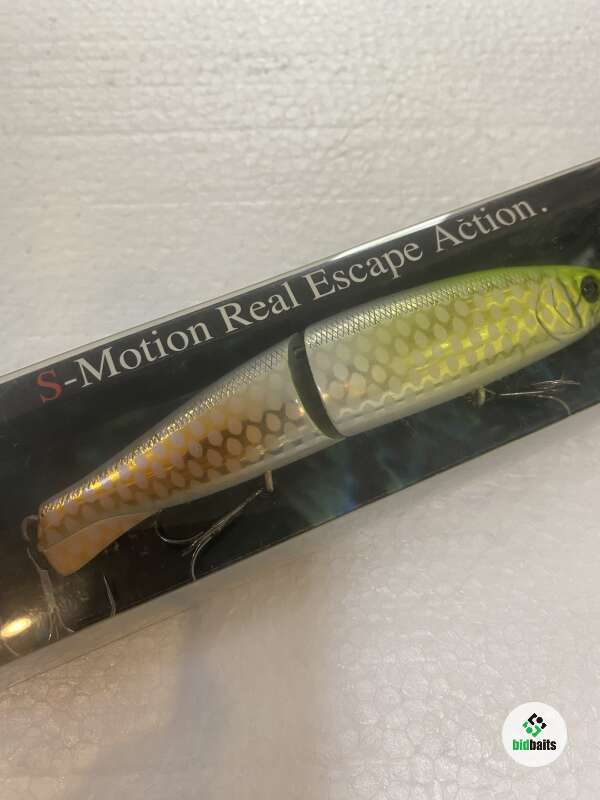 S-Motion Real Escape Action.
bidbaits